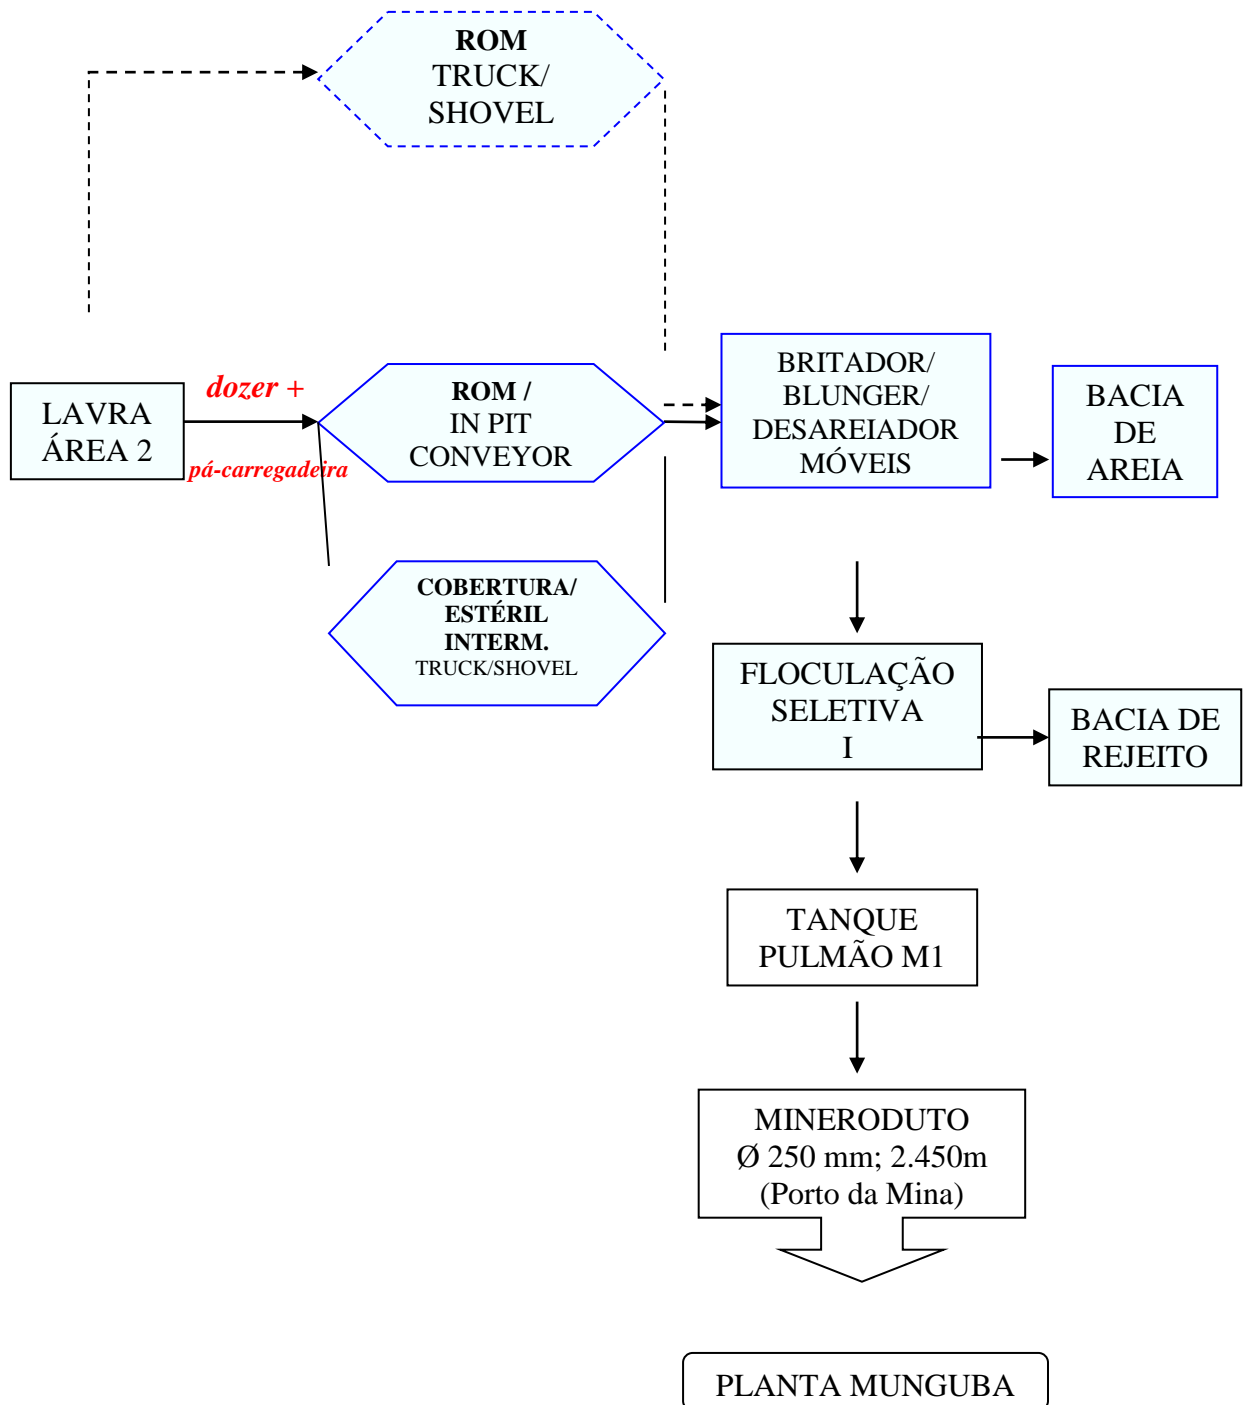 ROM
TRUCK/
SHOVEL
LAVRA
ÁREA 2
dozer +
pá-carregadeira
ROM /
IN PIT
CONVEYOR
BRITADOR/
BLUNGER/
DESAREIADOR
MÓVEIS
BACIA
DE
AREIA
COBERTURA/
ESTÉRIL
INTERM.
TRUCK/SHOVEL
FLOCULAÇÃO
SELETIVA
I
BACIA DE
REJEITO
TANQUE
PULMÃO M1
MINERODUTO
Ø 250 mm; 2.450m
(Porto da Mina)
PLANTA MUNGUBA